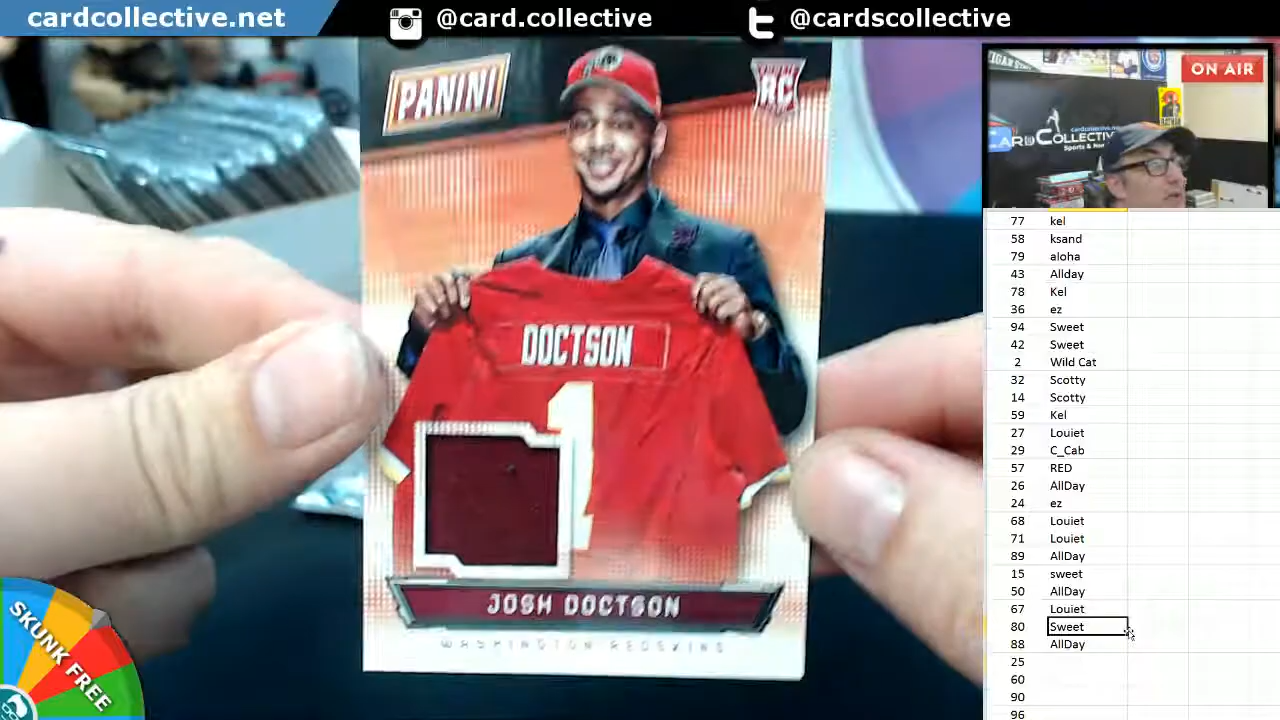 cardcollective.net @card.collective @cardscollective
PANINI
RC
DOCTSON
1
JOSH DOCTSON
WASHINGTON REDSKINS
SKUNK FREE
ON AIR
cardcollective.net
CARDCOLLECTIV
77 kel
58 ksand
79 aloha
43 Allday
78 Kel
36 ez
94 Sweet
42 Sweet
2 Wild Cat
32 Scotty
14 Scotty
59 Kel
27 Louiet
29 C_Cab
57 RED
26 AllDay
24 ez
68 Louiet
71 Louiet
89 AllDay
15 sweet
50 AllDay
67 Louiet
80 Sweet
88 AllDay
25
60
90
96